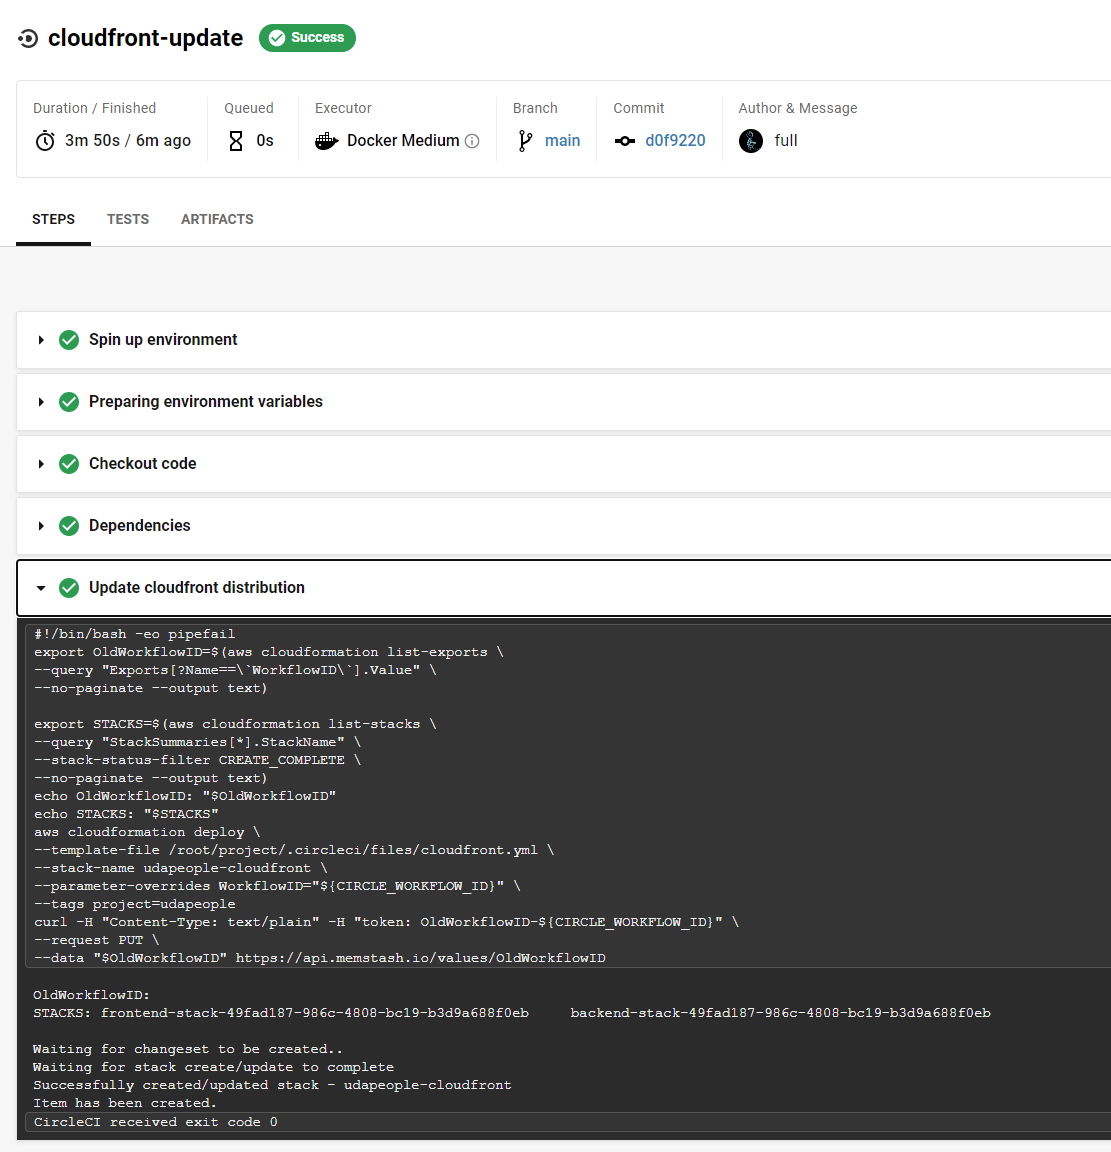 cloudfront-update
Success
Duration / Finished
3m 50s / 6m ago
Queued
0s
Executor
Docker Medium
Branch
main
Commit
d0f9220
Author & Message
full
STEPS
TESTS
ARTIFACTS
Spin up environment
Preparing environment variables
Checkout code
Dependencies
Update cloudfront distribution
#!/bin/bash -eo pipefail
export OldWorkflowID=$(aws cloudformation list-exports \
--query "Exports[?Name==\`WorkflowID\`].Value" \
--no-paginate --output text)
export STACKS=$(aws cloudformation list-stacks \
--query "StackSummaries[*].StackName" \
--stack-status-filter CREATE_COMPLETE \
--no-paginate --output text)
echo OldWorkflowID: "$OldWorkflowID"
echo STACKS: "$STACKS"
aws cloudformation deploy \
--template-file /root/project/.circleci/files/cloudfront.yml \
--stack-name udapeople-cloudfront \
--parameter-overrides WorkflowID="${CIRCLE_WORKFLOW_ID}" \
--tags project=udapeople
curl -H "Content-Type: text/plain" -H "token: OldWorkflowID-${CIRCLE_WORKFLOW_ID}" \
--request PUT \
--data "$OldWorkflowID" https://api.memstash.io/values/OldWorkflowID
OldWorkflowID:
STACKS: frontend-stack-49fad187-986c-4808-bc19-b3d9a688f0eb backend-stack-49fad187-986c-4808-bc19-b3d9a688f0eb
Waiting for changeset to be created..
Waiting for stack create/update to complete
Successfully created/updated stack - udapeople-cloudfront
Item has been created.
CircleCI received exit code 0